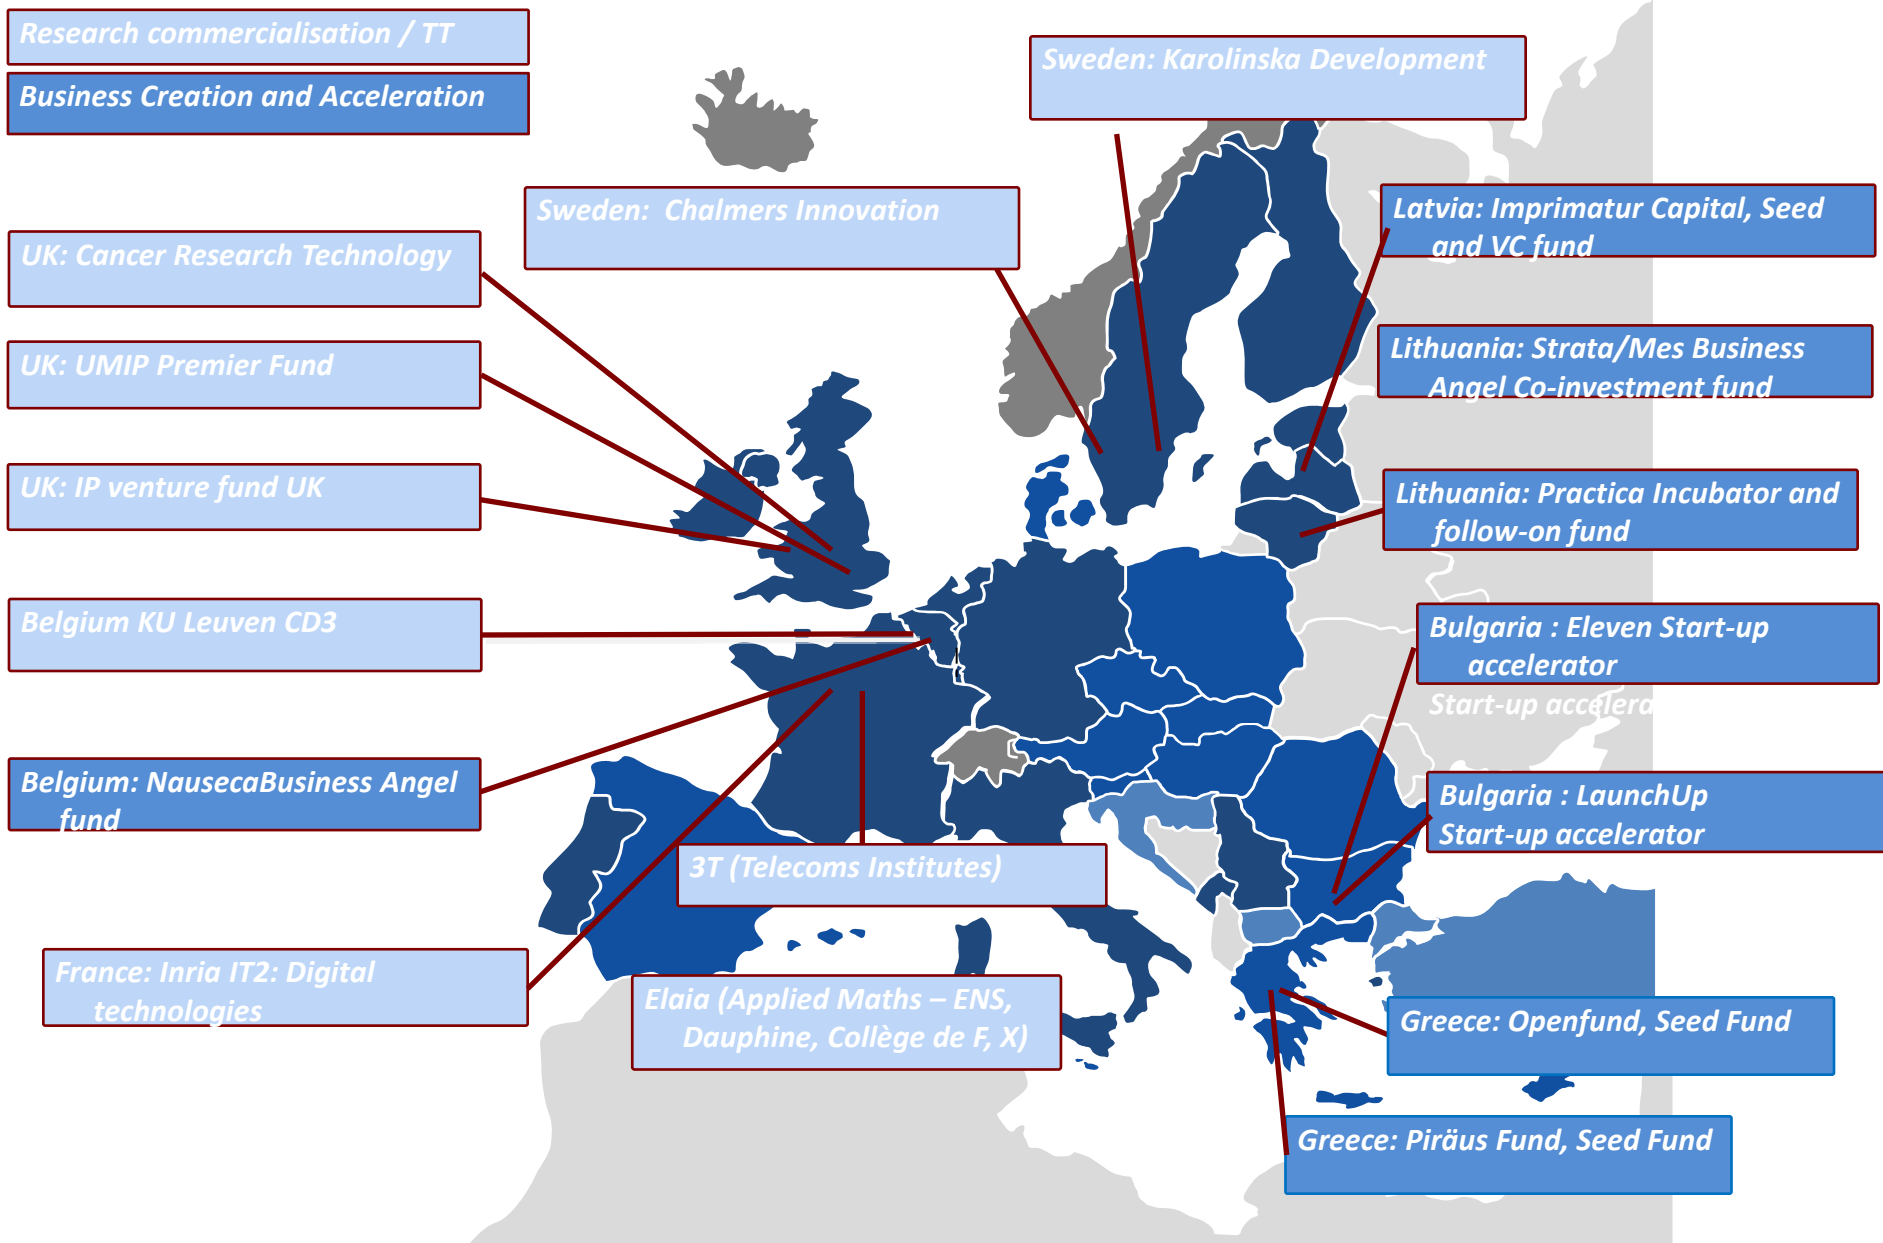 Research commercialisation / TT
Business Creation and Acceleration
Sweden: Karolinska Development
Sweden: Chalmers Innovation
Latvia: Imprimatur Capital, Seed
and VC fund
UK: Cancer Research Technology
Lithuania: Strata/Mes Business
Angel Co-investment fund
UK: UMIP Premier Fund
UK: IP venture fund UK
Lithuania: Practica Incubator and
follow-on fund
Belgium KU Leuven CD3
Bulgaria : Eleven Start-up
accelerator
Start-up accelera
Belgium: NausecaBusiness Angel
fund
Bulgaria : LaunchUp
Start-up accelerator
3T (Telecoms Institutes)
France: Inria IT2: Digital
technologies
Elaia (Applied Maths – ENS,
Dauphine, Collège de F, X)
Greece: Openfund, Seed Fund
Greece: Piräus Fund, Seed Fund